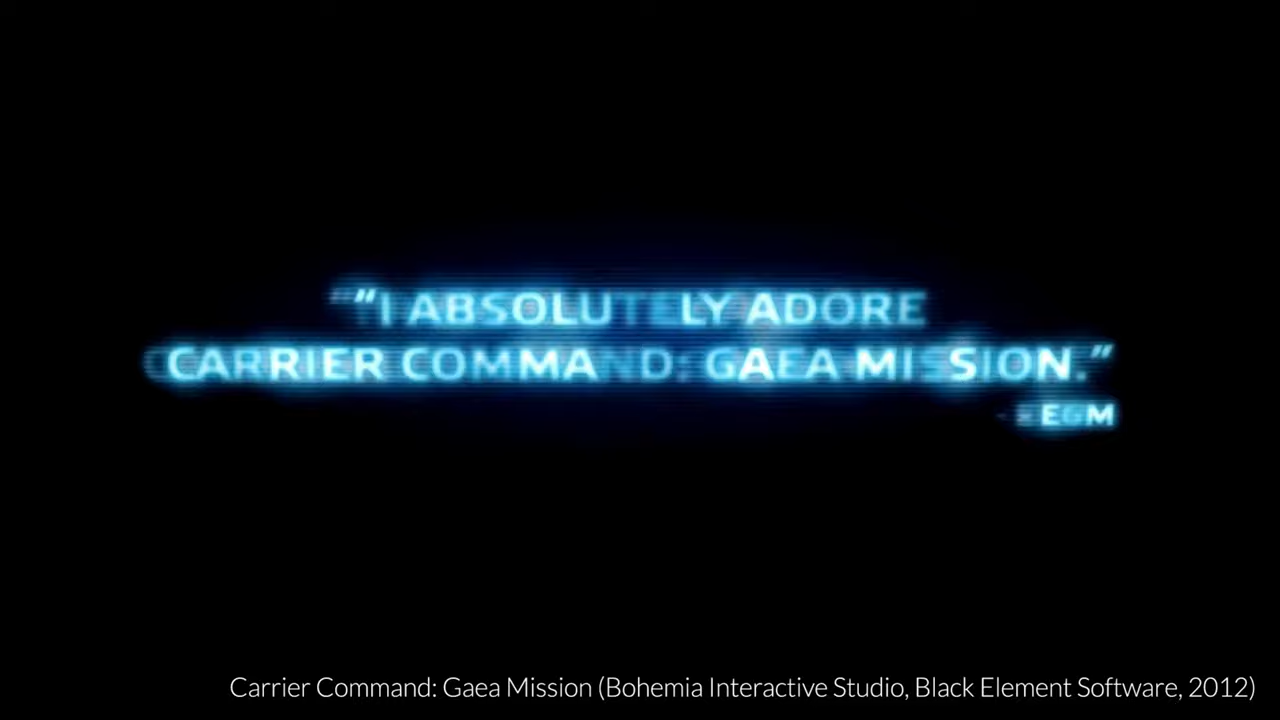 “I ABSOLUTELY ADORE
CARRIER COMMAND: GAEA MISSION.”
- EGM
Carrier Command: Gaea Mission (Bohemia Interactive Studio, Black Element Software, 2012)